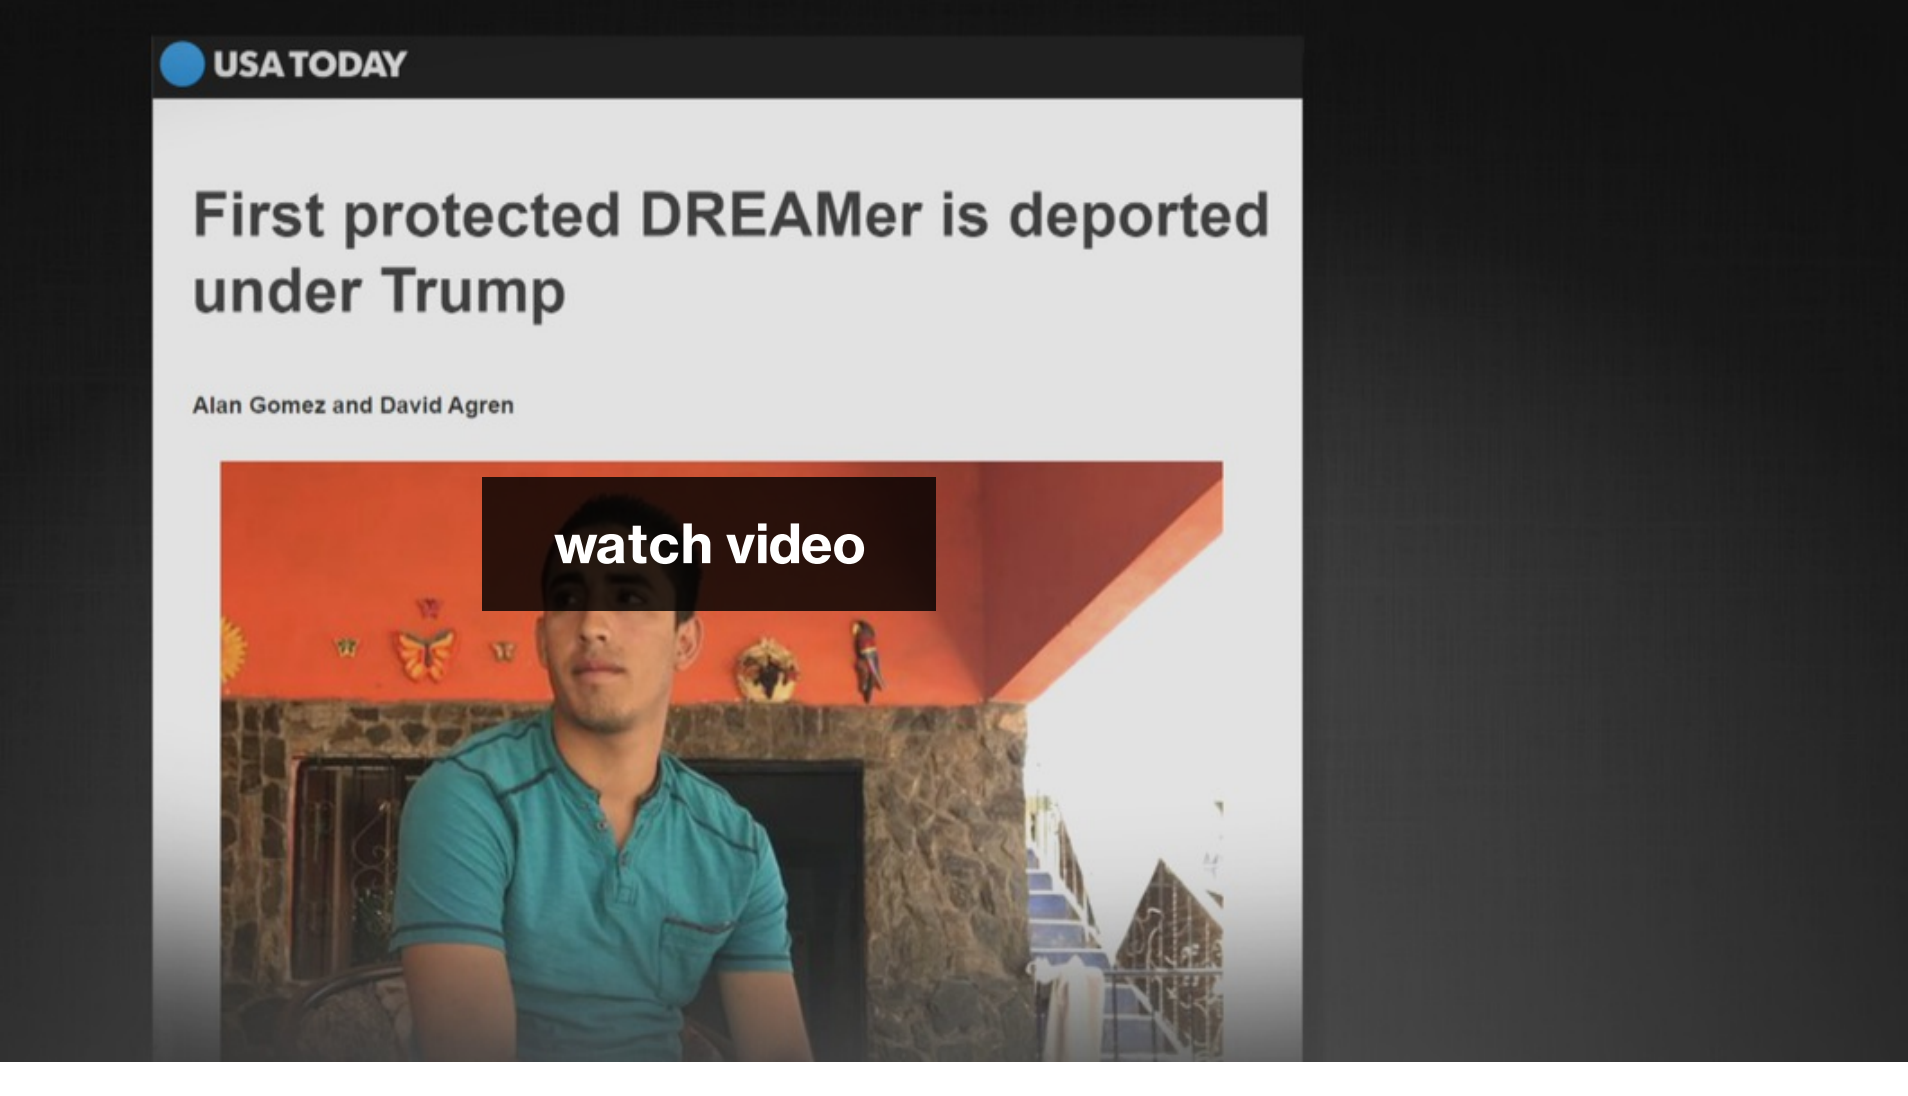 USA TODAY
First protected DREAMer is deported
under Trump
Alan Gomez and David Agren
watch video